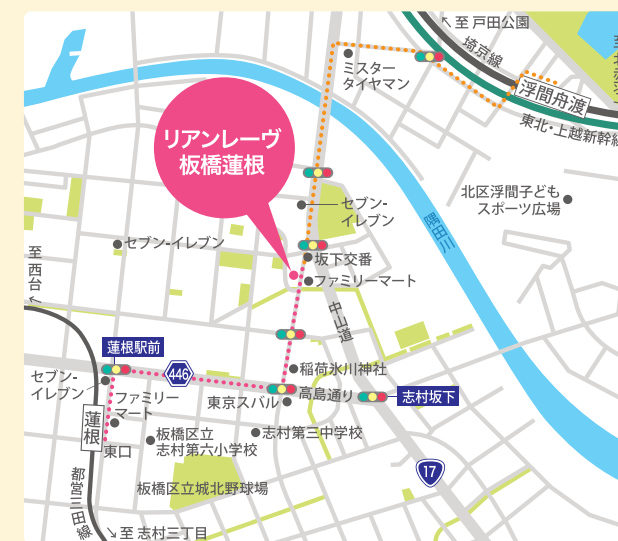 ↖至 戸田公園
埼京線
ミスター
タイヤマン
浮間舟渡
東北・上越新幹線
リアンレーヴ
板橋蓮根
セブン-
イレブン
北区浮間子ども
スポーツ広場
隅田川
セブン-イレブン
坂下交番
至西台
ファミリーマート
中山道
蓮根駅前
446
稲荷氷川神社
セブン-
イレブン
ファミリー
マート
東京スバル
高島通り
志村坂下
蓮根
東口
板橋区立
志村第六小学校
志村第三中学校
17
都営三田線
板橋区立城北野球場
↘至 志村三丁目